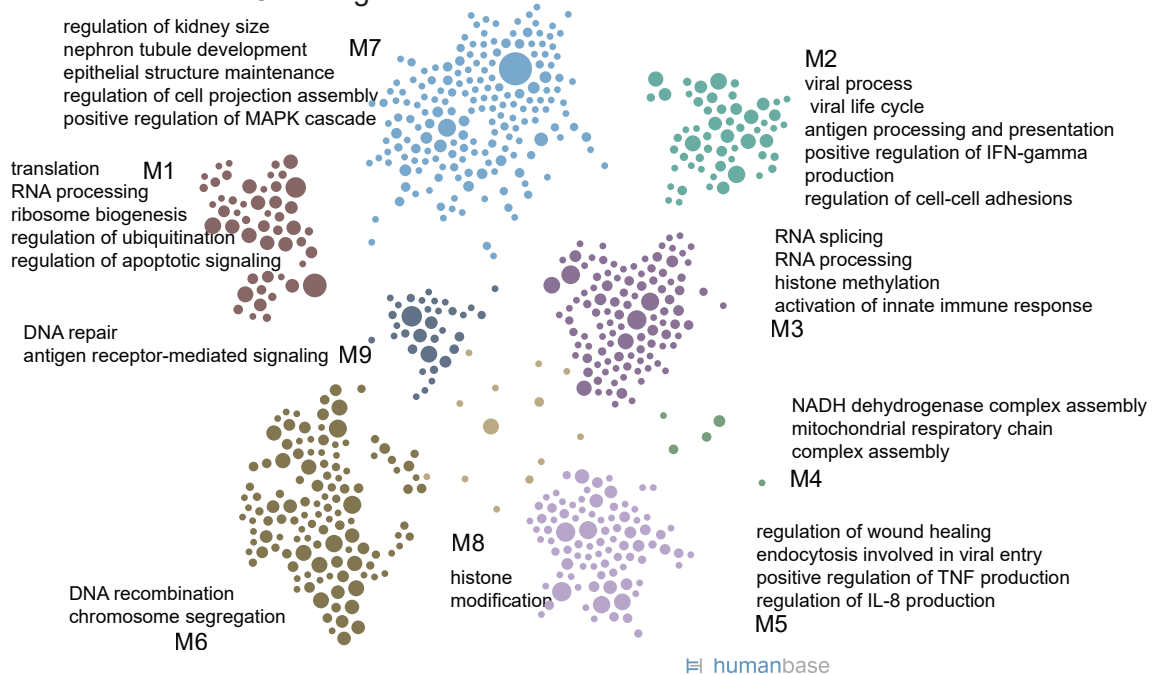 regulation of kidney size
nephron tubule development
M7
epithelial structure maintenance
regulation of cell projection assembly
positive regulation of MAPK cascade
M2
viral process
viral life cycle
antigen processing and presentation
positive regulation of IFN-gamma
production
regulation of cell-cell adhesions
translation
M1
RNA processing
ribosome biogenesis
regulation of ubiquitination
regulation of apoptotic signaling
RNA splicing
RNA processing
histone methylation
activation of innate immune response
M3
DNA repair
antigen receptor-mediated signaling
M9
NADH dehydrogenase complex assembly
mitochondrial respiratory chain
complex assembly
M4
M8
histone
modification
regulation of wound healing
endocytosis involved in viral entry
positive regulation of TNF production
regulation of IL-8 production
M5
DNA recombination
chromosome segregation
M6
humanbase